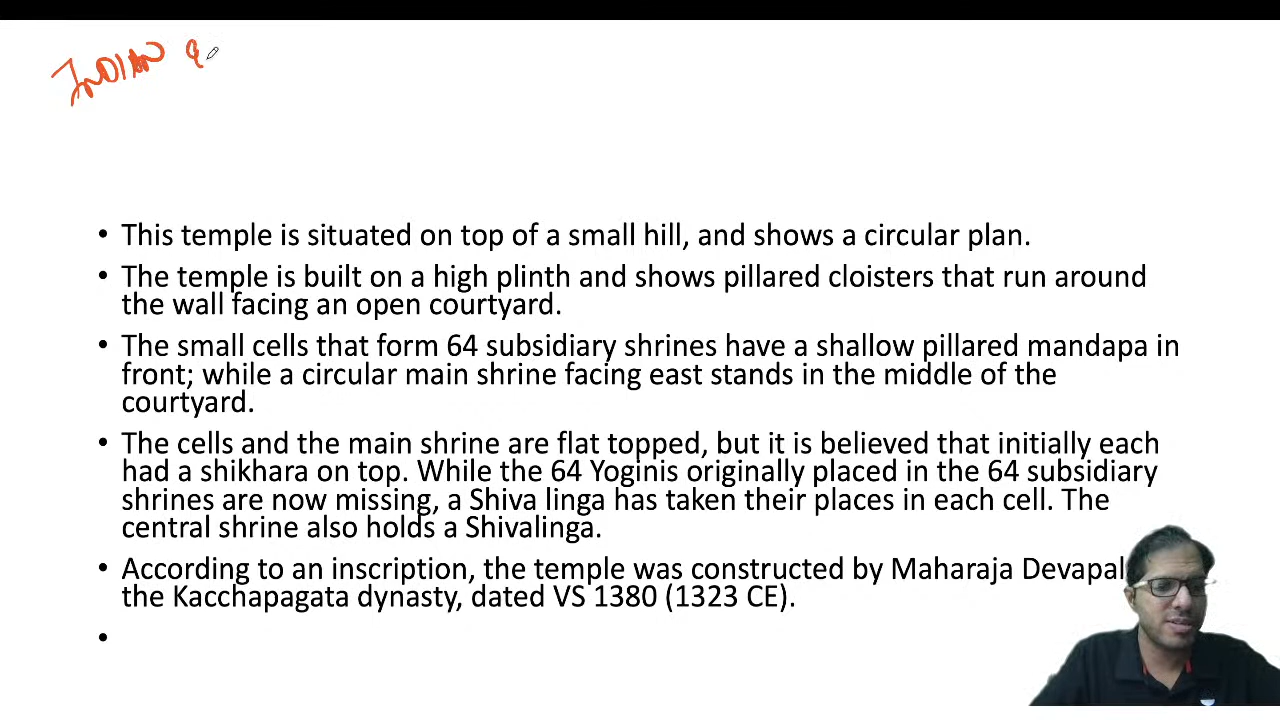 INDIAN
• This temple is situated on top of a small hill, and shows a circular plan.
• The temple is built on a high plinth and shows pillared cloisters that run around
the wall facing an open courtyard.
• The small cells that form 64 subsidiary shrines have a shallow pillared mandapa in
front; while a circular main shrine facing east stands in the middle of the
courtyard.
• The cells and the main shrine are flat topped, but it is believed that initially each
had a shikhara on top. While the 64 Yoginis originally placed in the 64 subsidiary
shrines are now missing, a Shiva linga has taken their places in each cell. The
central shrine also holds a Shivalinga.
• According to an inscription, the temple was constructed by Maharaja Devapal
the Kacchapagata dynasty, dated VS 1380 (1323 CE).
•